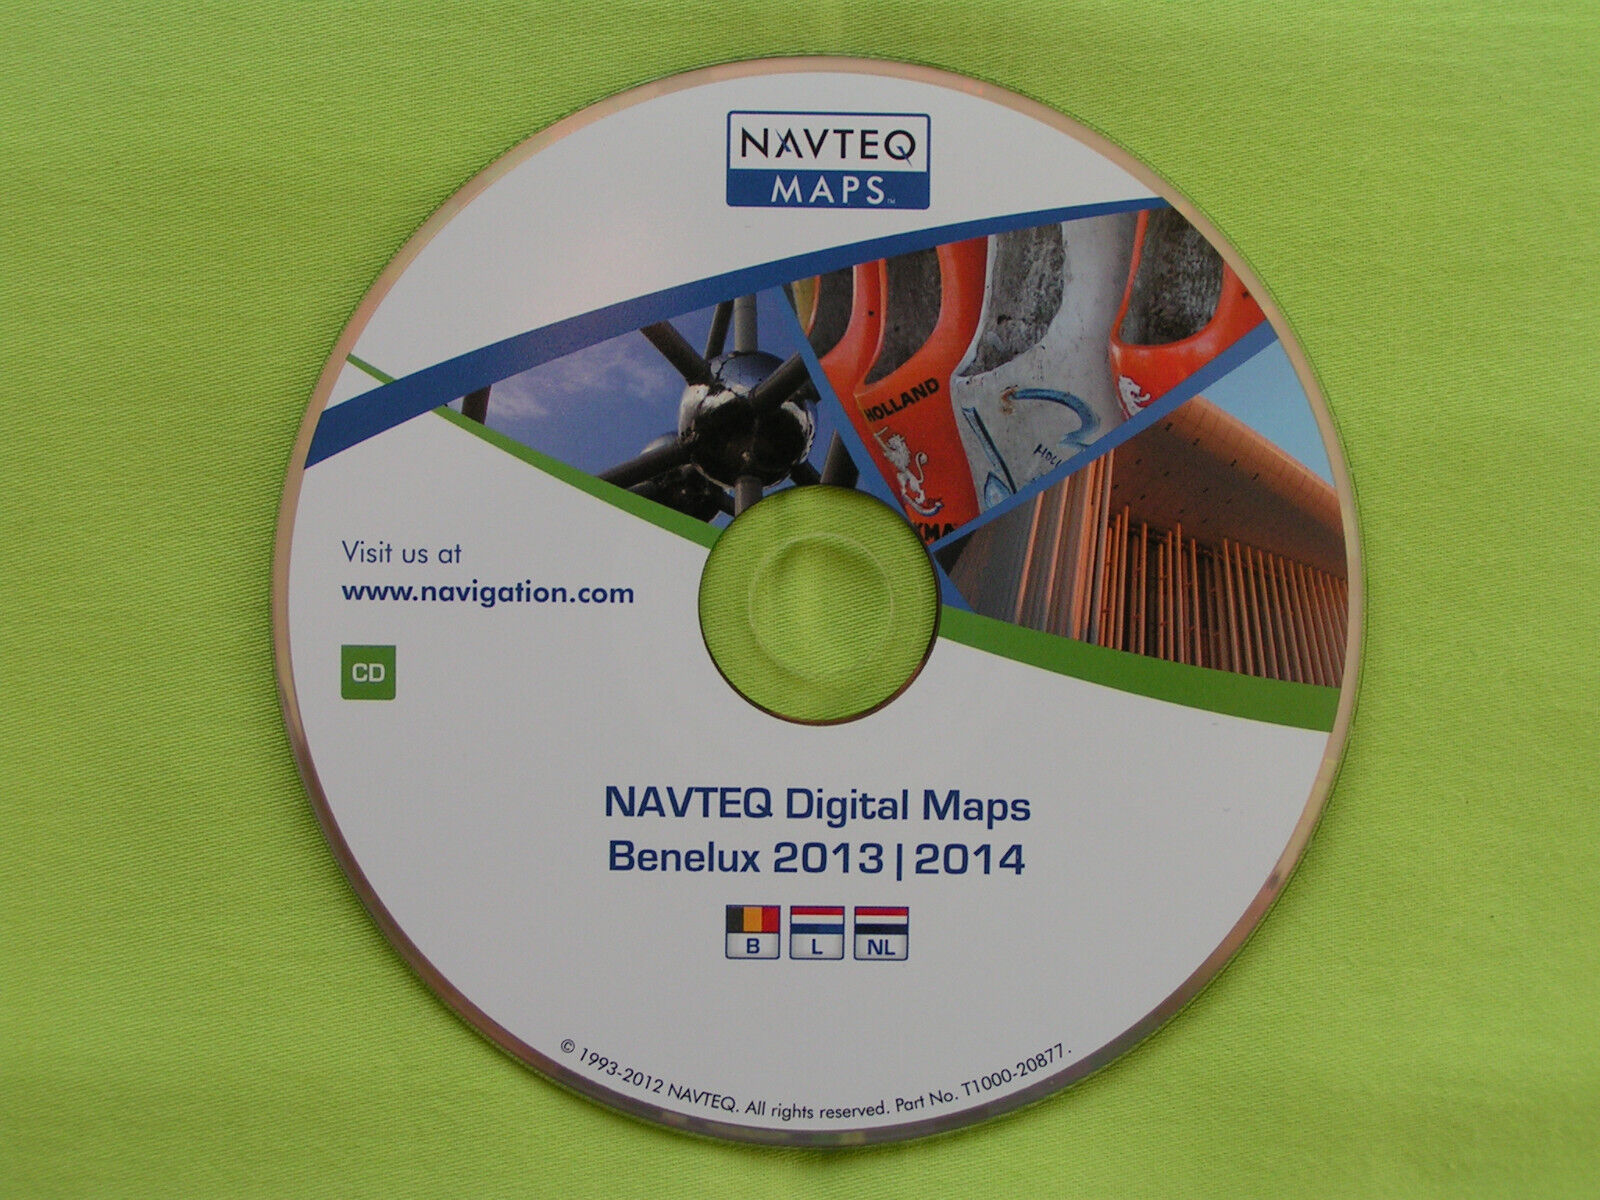 NAVTEQ
MAPS™
HOLLAND
Visit us at
www.navigation.com
CD
NAVTEQ Digital Maps
Benelux 2013 | 2014
B L NL
© 1993-2012 NAVTEQ. All rights reserved. Part No. T1000-20877.